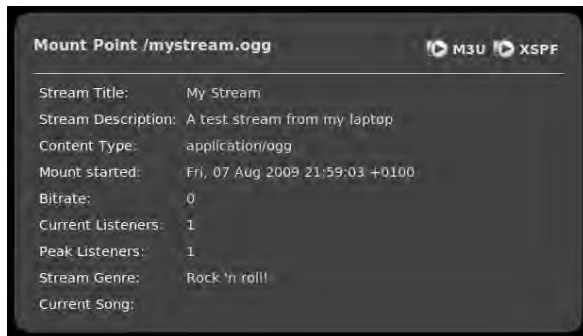 Mount Point /mystream.ogg M3U XSPF
Stream Title: My Stream
Stream Description: A test stream from my laptop
Content Type: application/ogg
Mount started: Fri, 07 Aug 2009 21:59:03 +0100
Bitrate: 0
Current Listeners: 1
Peak Listeners: 1
Stream Genre: Rock 'n roll!
Current Song: